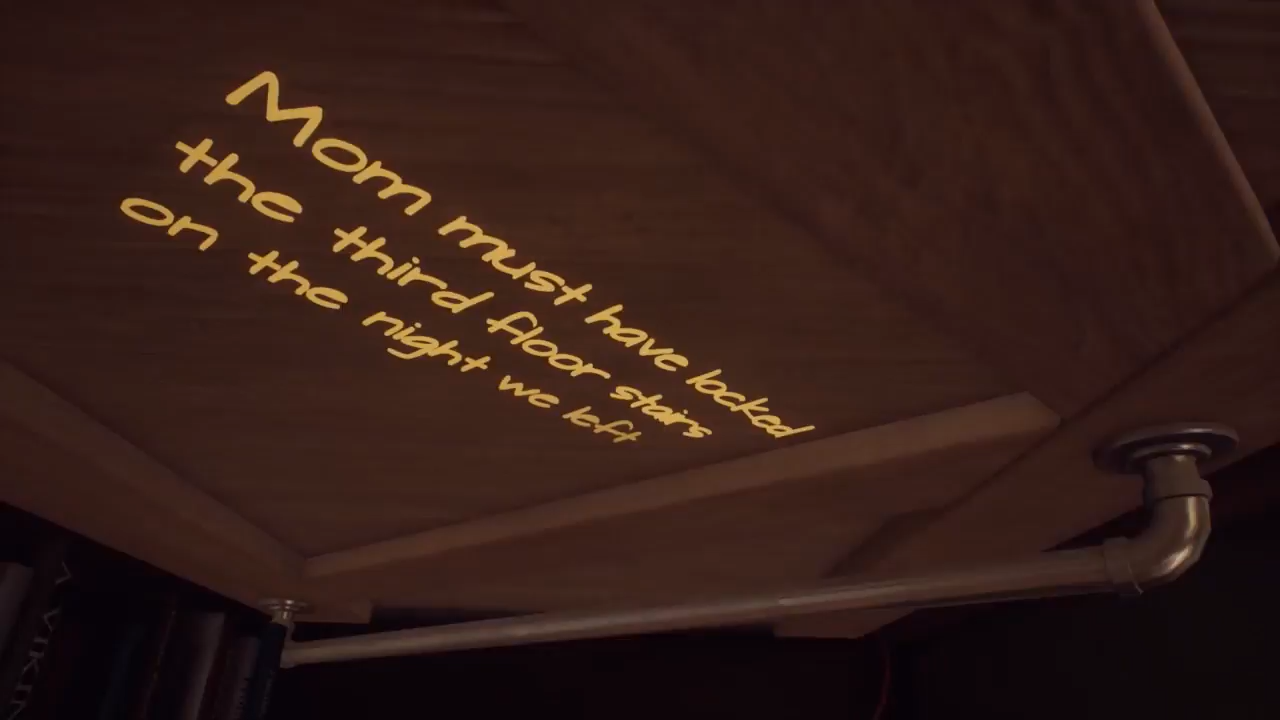 Mom must have locked
the third floor stairs
on the night we left